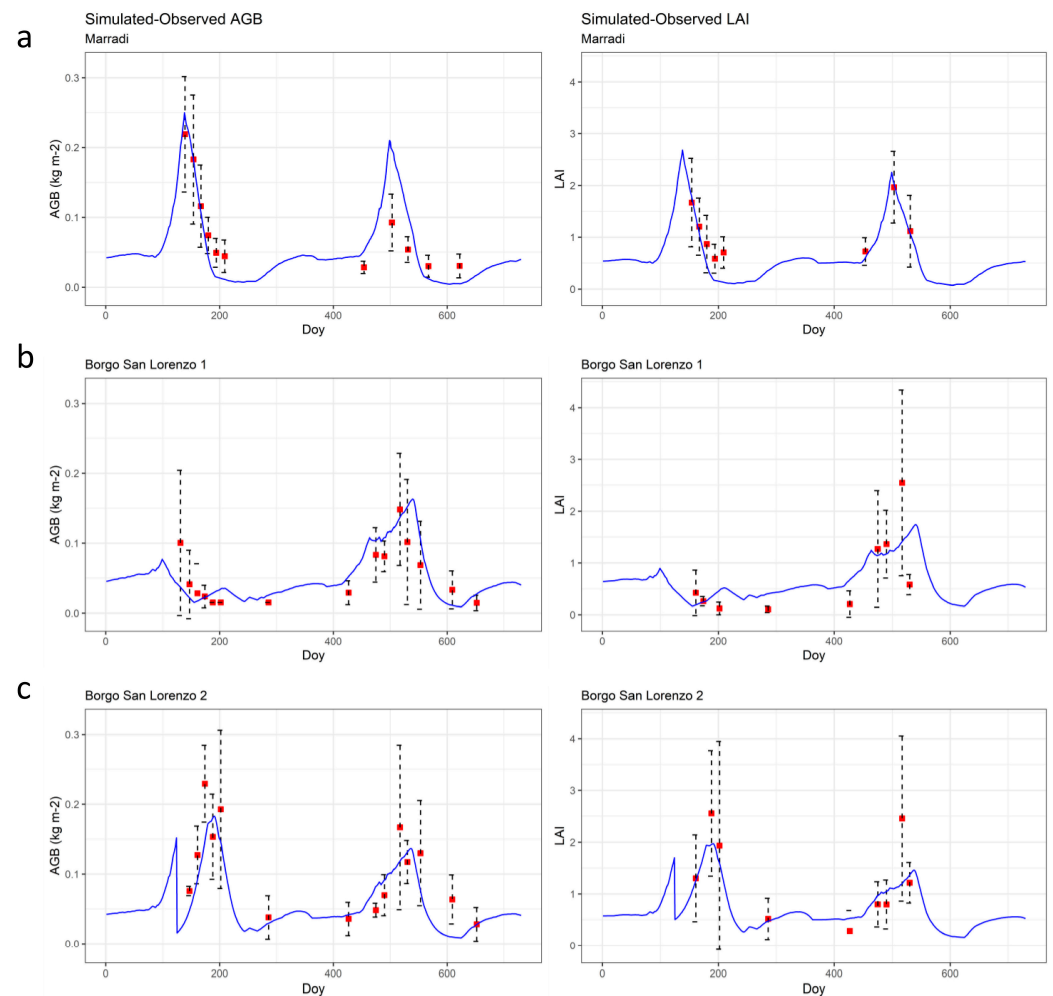 a
Simulated-Observed AGB
Marradi
AGB (kg m-2)
0.3
0.2
0.1
0.0
0
200
400
600
Doy
Simulated-Observed LAI
Marradi
LAI
4
3
2
1
0
0
200
400
600
Doy
b
Borgo San Lorenzo 1
AGB (kg m-2)
0.3
0.2
0.1
0.0
0
200
400
600
Doy
Borgo San Lorenzo 1
LAI
4
3
2
1
0
0
200
400
600
Doy
c
Borgo San Lorenzo 2
AGB (kg m-2)
0.3
0.2
0.1
0.0
0
200
400
600
Doy
Borgo San Lorenzo 2
LAI
4
3
2
1
0
0
200
400
600
Doy